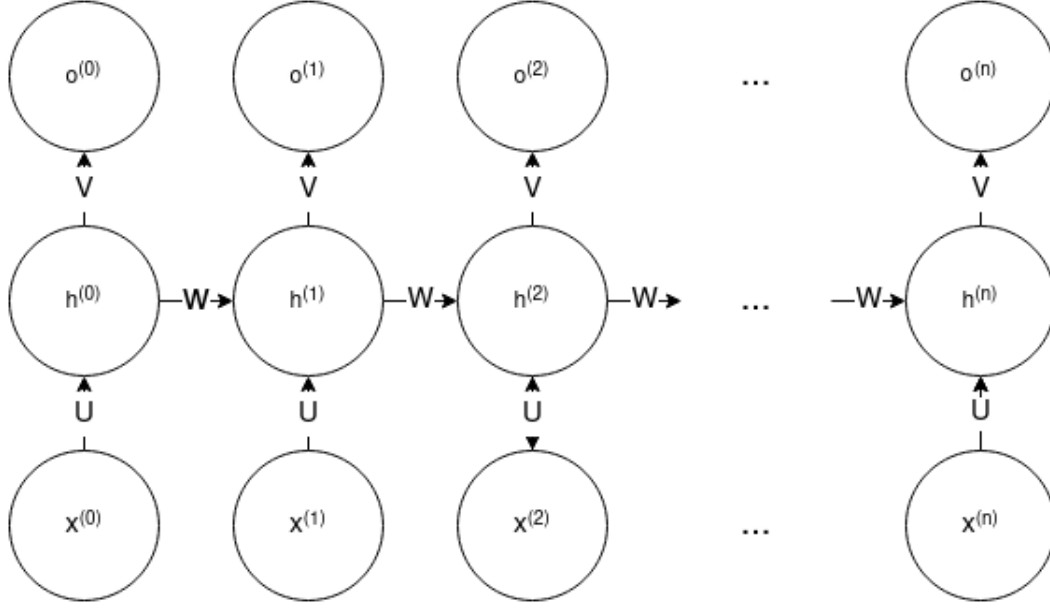 o(0) o(1) o(2) ... o(n)
V V V V
h(0) W h(1) W h(2) W ... W h(n)
U U U U
x(0) x(1) x(2) ... x(n)